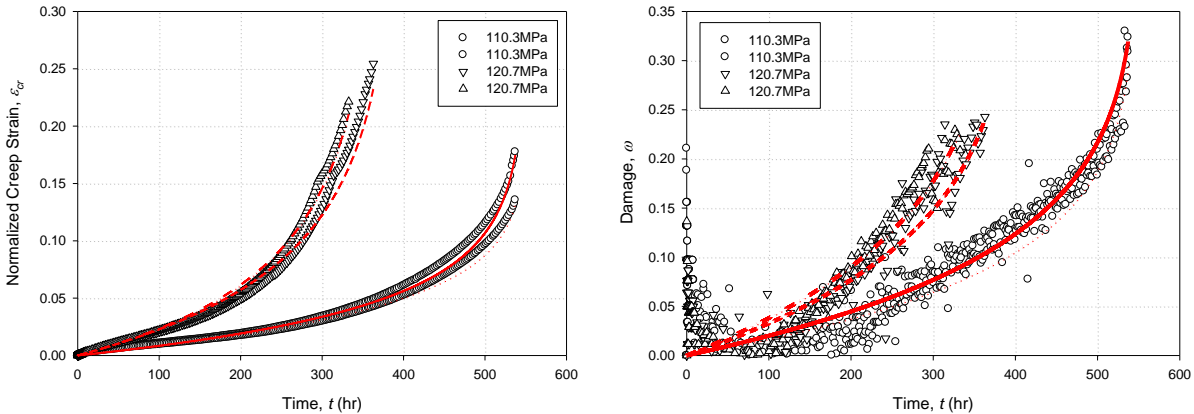 Normalized Creep Strain, εcr
0.30
0.25
0.20
0.15
0.10
0.05
0.00
0 100 200 300 400 500 600
Time, t (hr)
110.3MPa
110.3MPa
120.7MPa
120.7MPa
Damage, ω
0.35
0.30
0.25
0.20
0.15
0.10
0.05
0.00
0 100 200 300 400 500 600
Time, t (hr)
110.3MPa
110.3MPa
120.7MPa
120.7MPa